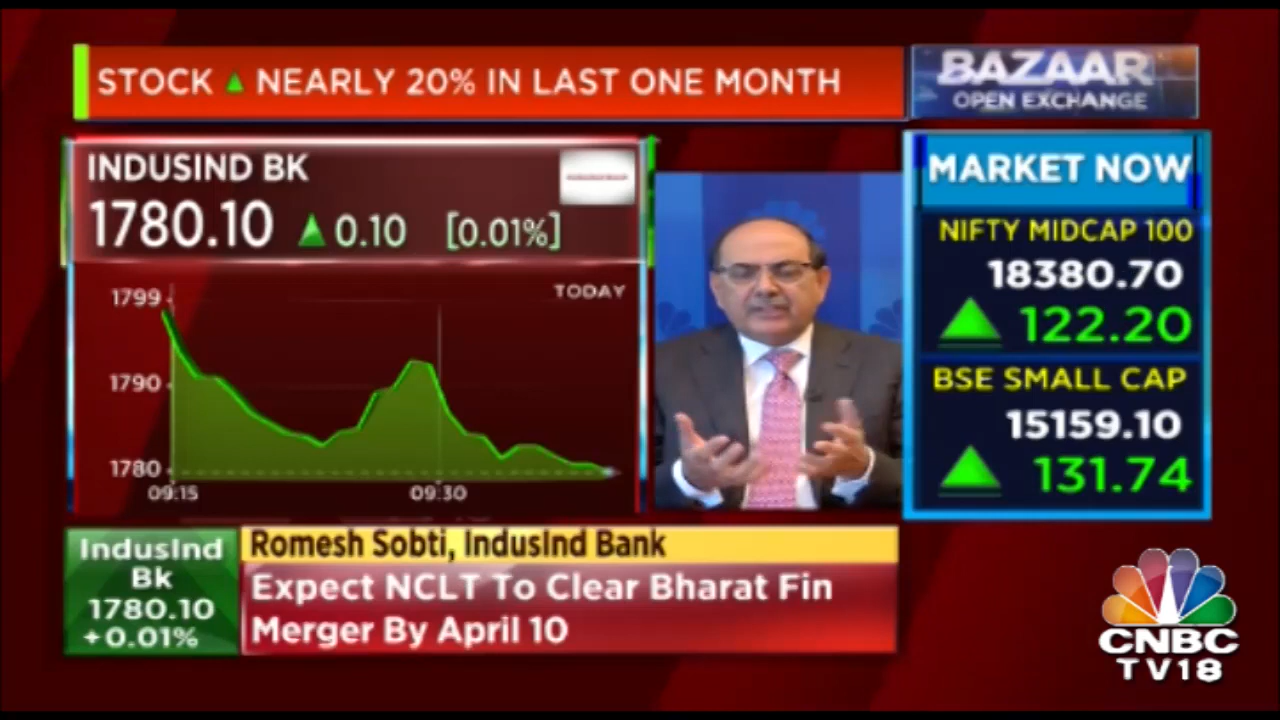 STOCK ▲ NEARLY 20% IN LAST ONE MONTH
BAZAAR
OPEN EXCHANGE
INDUSIND BK
1780.10 ▲ 0.10 [0.01%]
TODAY
1799
1790
1780
09:15 09:30
MARKET NOW
NIFTY MIDCAP 100
18380.70
▲ 122.20
BSE SMALL CAP
15159.10
▲ 131.74
IndusInd
Bk
1780.10
+0.01%
Romesh Sobti, IndusInd Bank
Expect NCLT To Clear Bharat Fin
Merger By April 10
CNBC
TV18